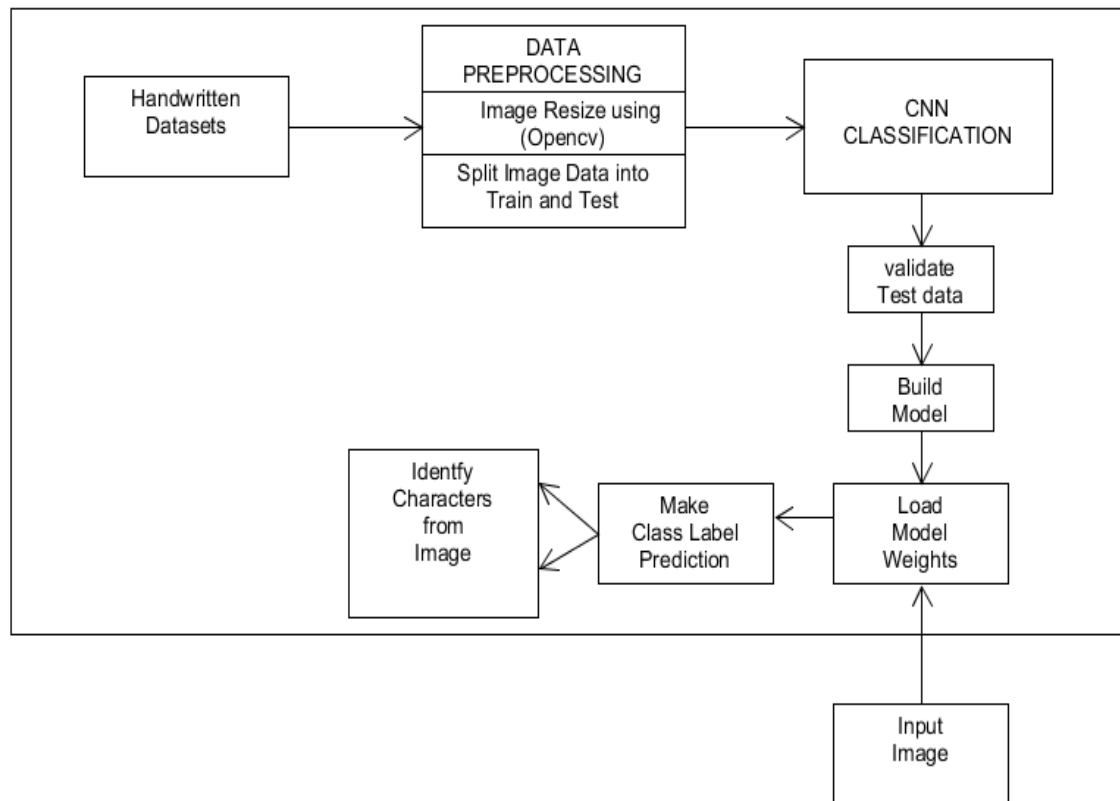 Handwritten
Datasets
DATA
PREPROCESSING
Image Resize using
(Opencv)
Split Image Data into
Train and Test
CNN
CLASSIFICATION
validate
Test data
Build
Model
Load
Model
Weights
Make
Class Label
Prediction
Identfy
Characters
from
Image
Input
Image